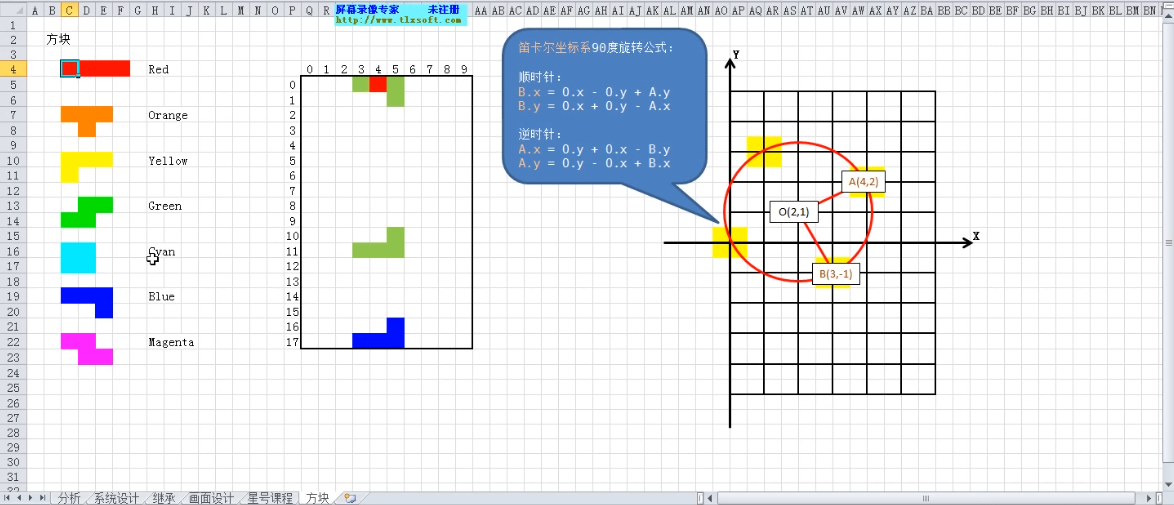 屏幕录像专家 未注册
http://www.tlxsoft.com
A B C D E F G H I J K L M N O P Q R AA AB AC AD AE AF AG AH AI AJ AK AL AM AN AO AP AQ AR AS AT AU AV AW AX AY AZ BA BB BC BD BE BF BG BH BI BJ BK BL BM BN
1
2 方块
3
4 Red
5
6
7 Orange
8
9
10 Yellow
11
12
13 Green
14
15
16 Cyan
17
18
19 Blue
20
21
22 Magenta
23
24
25
26
27
28
29
30
31
0 1 2 3 4 5 6 7 8 9
0
1
2
3
4
5
6
7
8
9
10
11
12
13
14
15
16
17
笛卡尔坐标系90度旋转公式:
顺时针:
B.x = O.x - O.y + A.y
B.y = O.x + O.y - A.x
逆时针:
A.x = O.y + O.x - B.y
A.y = O.y - O.x + B.x
Y
A(4,2)
O(2,1)
X
B(3,-1)
分析 系统设计 继承 画面设计 星号课程 方块